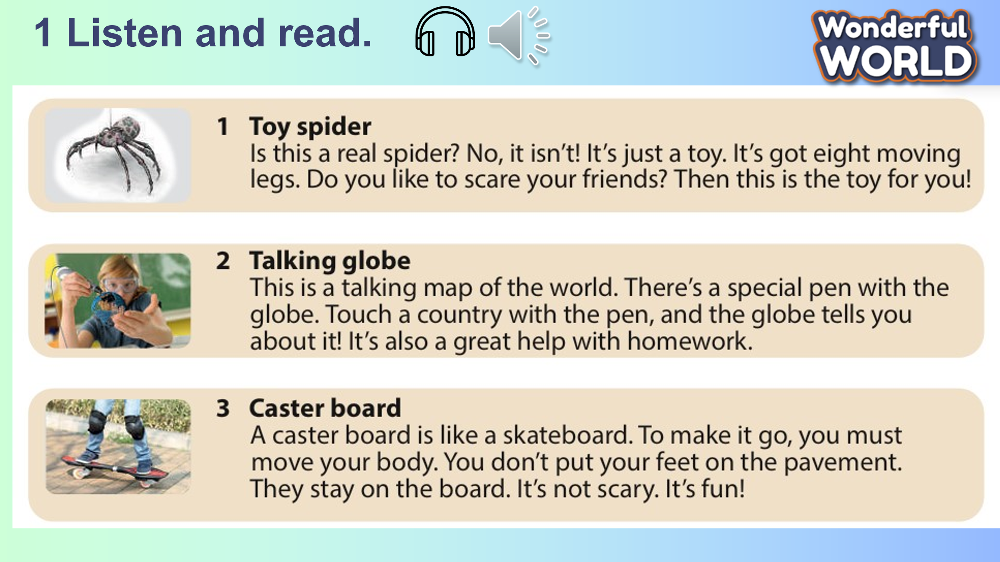 1 Listen and read.
Wonderful
WORLD
1 Toy spider
Is this a real spider? No, it isn’t! It’s just a toy. It’s got eight moving
legs. Do you like to scare your friends? Then this is the toy for you!
2 Talking globe
This is a talking map of the world. There’s a special pen with the
globe. Touch a country with the pen, and the globe tells you
about it! It’s also a great help with homework.
3 Caster board
A caster board is like a skateboard. To make it go, you must
move your body. You don’t put your feet on the pavement.
They stay on the board. It’s not scary. It’s fun!